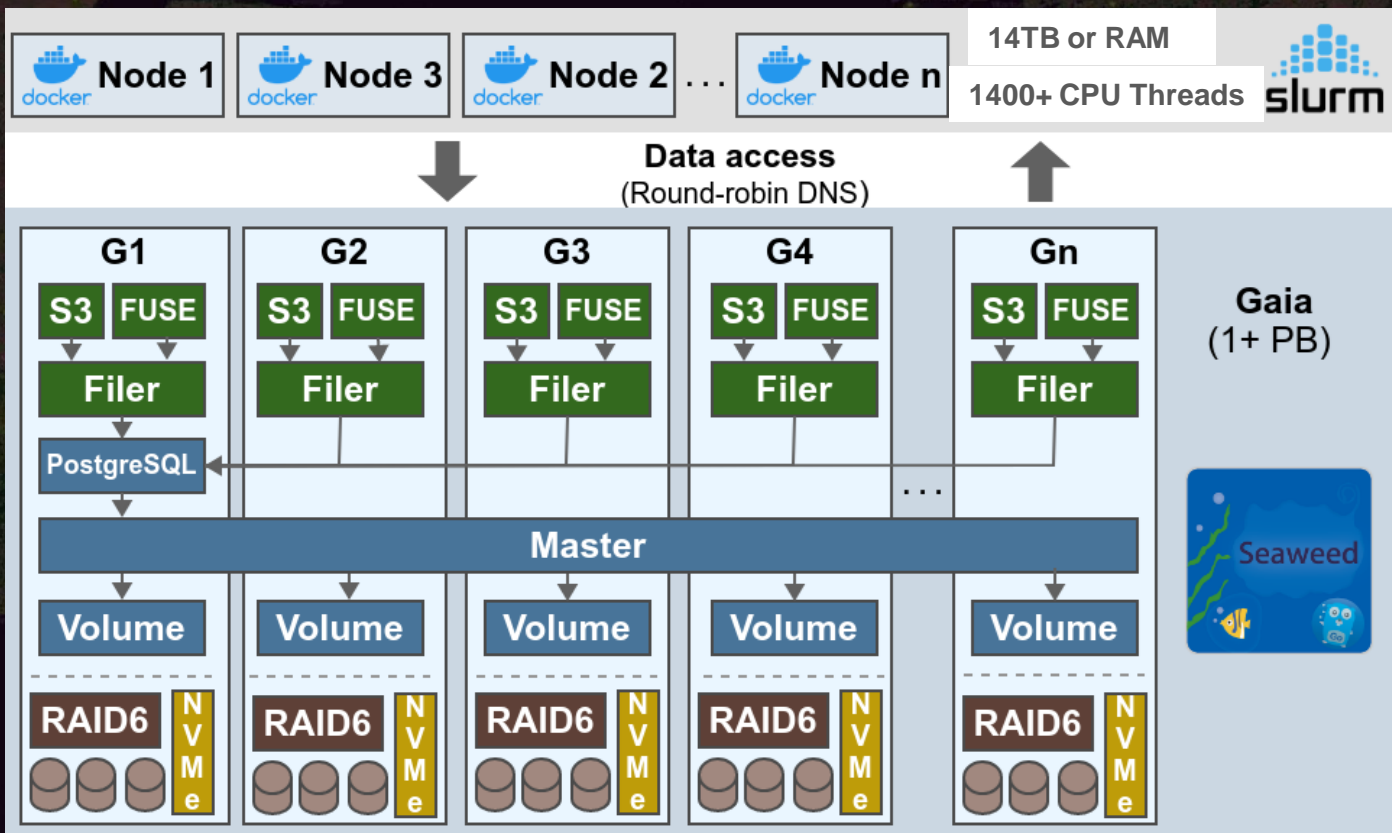 docker Node 1
docker Node 3
docker Node 2
...
docker Node n
14TB or RAM
1400+ CPU Threads
slurm
Data access
(Round-robin DNS)
G1
G2
G3
G4
Gn
S3 FUSE
S3 FUSE
S3 FUSE
S3 FUSE
S3 FUSE
Gaia
(1+ PB)
Filer
Filer
Filer
Filer
Filer
PostgreSQL
...
Master
Seaweed
Go
Volume
Volume
Volume
Volume
Volume
RAID6 NVMe
RAID6 NVMe
RAID6 NVMe
RAID6 NVMe
RAID6 NVMe